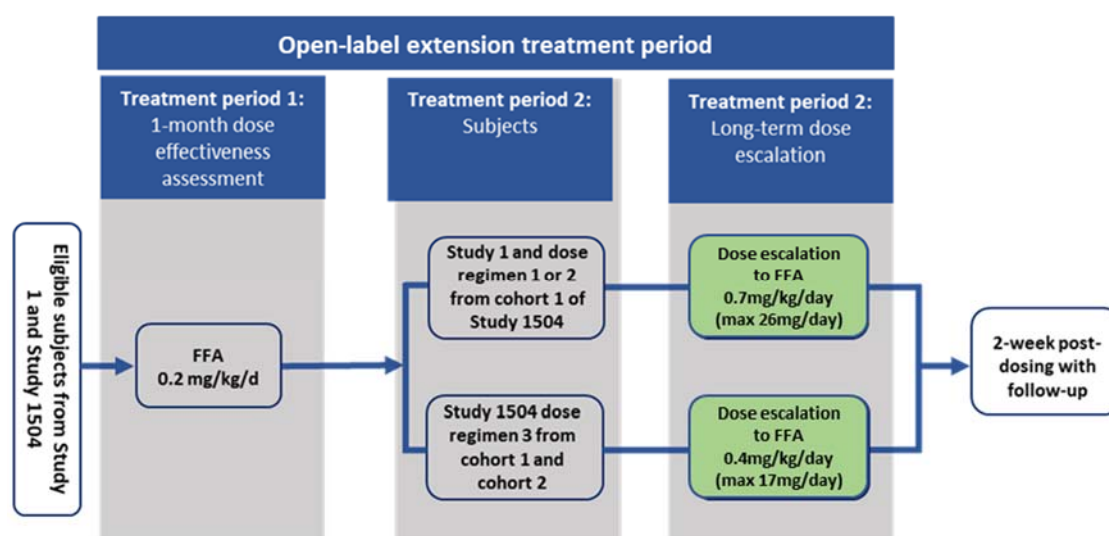 Open-label extension treatment period
Treatment period 1:
1-month dose
effectiveness
assessment
Treatment period 2:
Subjects
Treatment period 2:
Long-term dose
escalation
Eligible subjects from Study
1 and Study 1504
FFA
0.2 mg/kg/d
Study 1 and dose
regimen 1 or 2
from cohort 1 of
Study 1504
Dose escalation
to FFA
0.7mg/kg/day
(max 26mg/day)
Study 1504 dose
regimen 3 from
cohort 1 and
cohort 2
Dose escalation
to FFA
0.4mg/kg/day
(max 17mg/day)
2-week post-
dosing with
follow-up